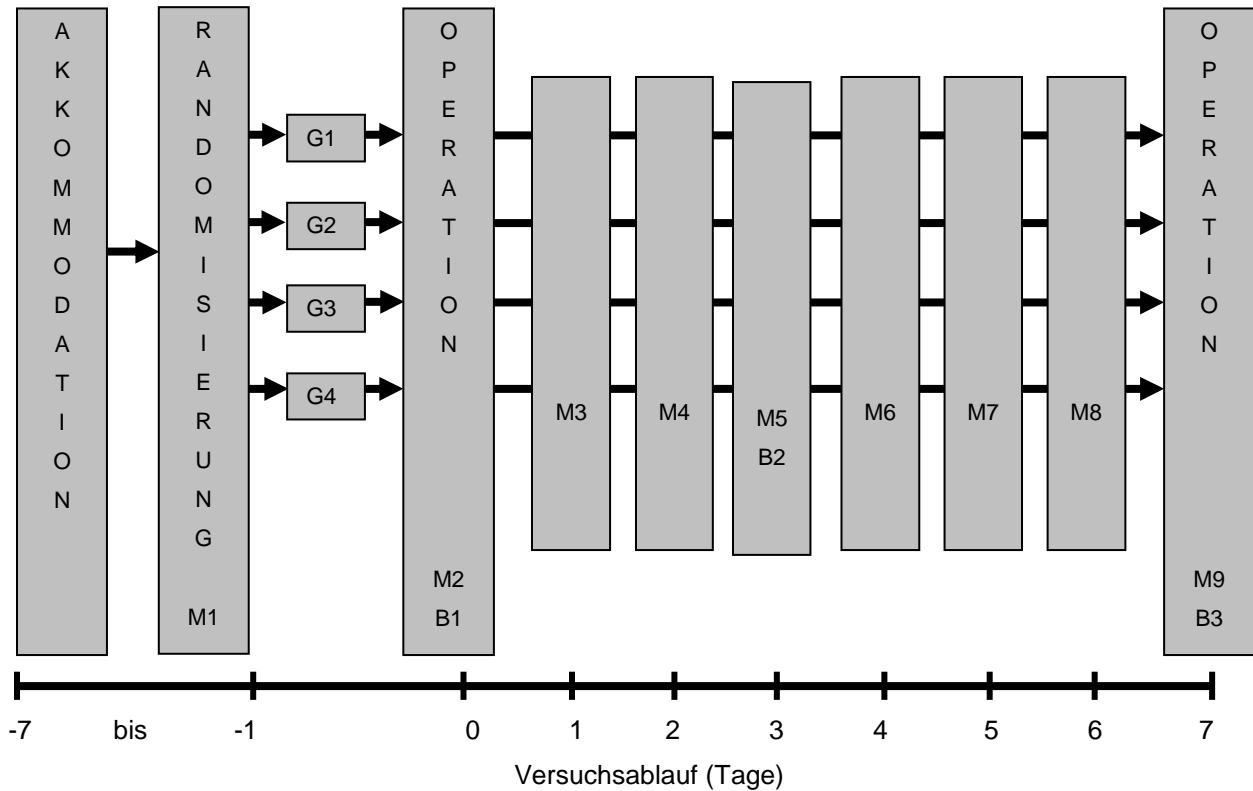 AKKOMMODATION
RANDOMISIERUNG
M1
G1
G2
G3
G4
OPERATION
M2
B1
M3
M4
M5
B2
M6
M7
M8
OPERATION
M9
B3
-7 bis -1 0 1 2 3 4 5 6 7
Versuchsablauf (Tage)